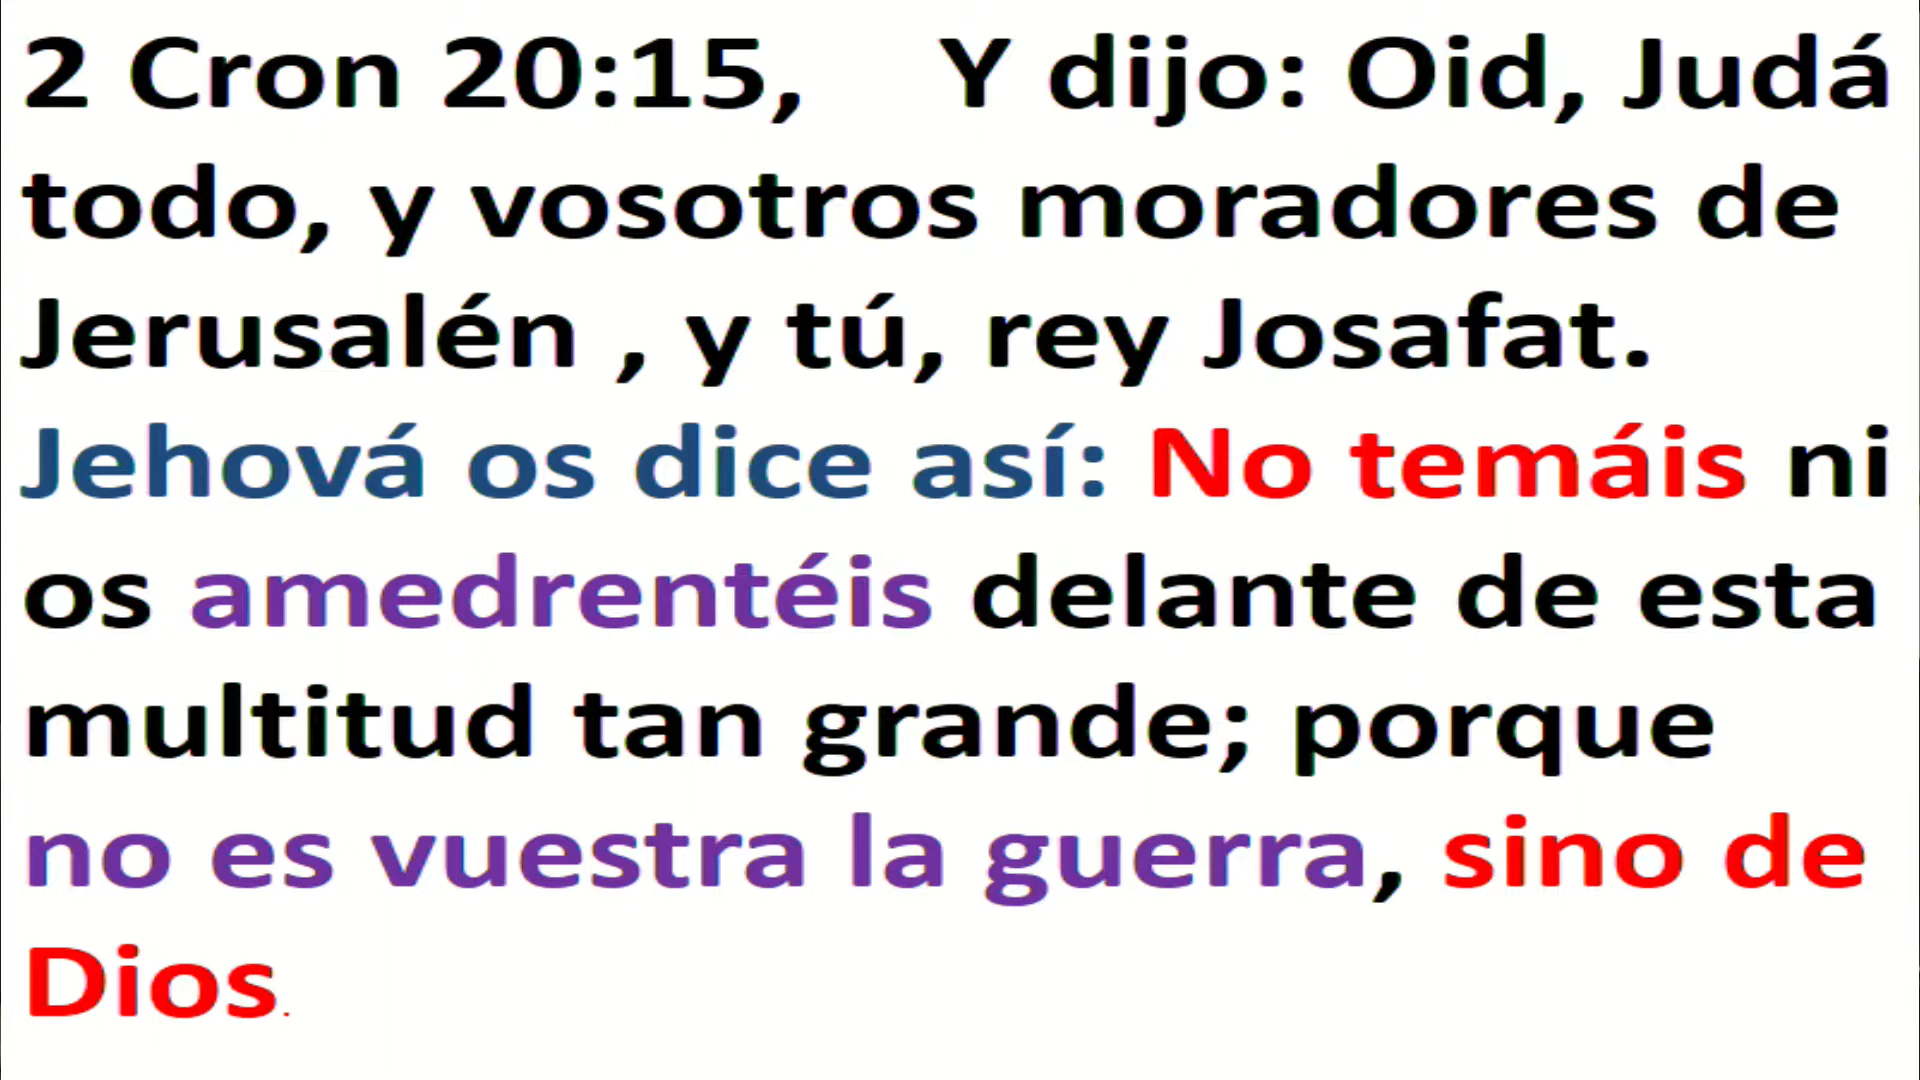 2 Cron 20:15, Y dijo: Oid, Judá
todo, y vosotros moradores de
Jerusalén , y tú, rey Josafat.
Jehová os dice así: No temáis ni
os amedrentéis delante de esta
multitud tan grande; porque
no es vuestra la guerra, sino de
Dios.